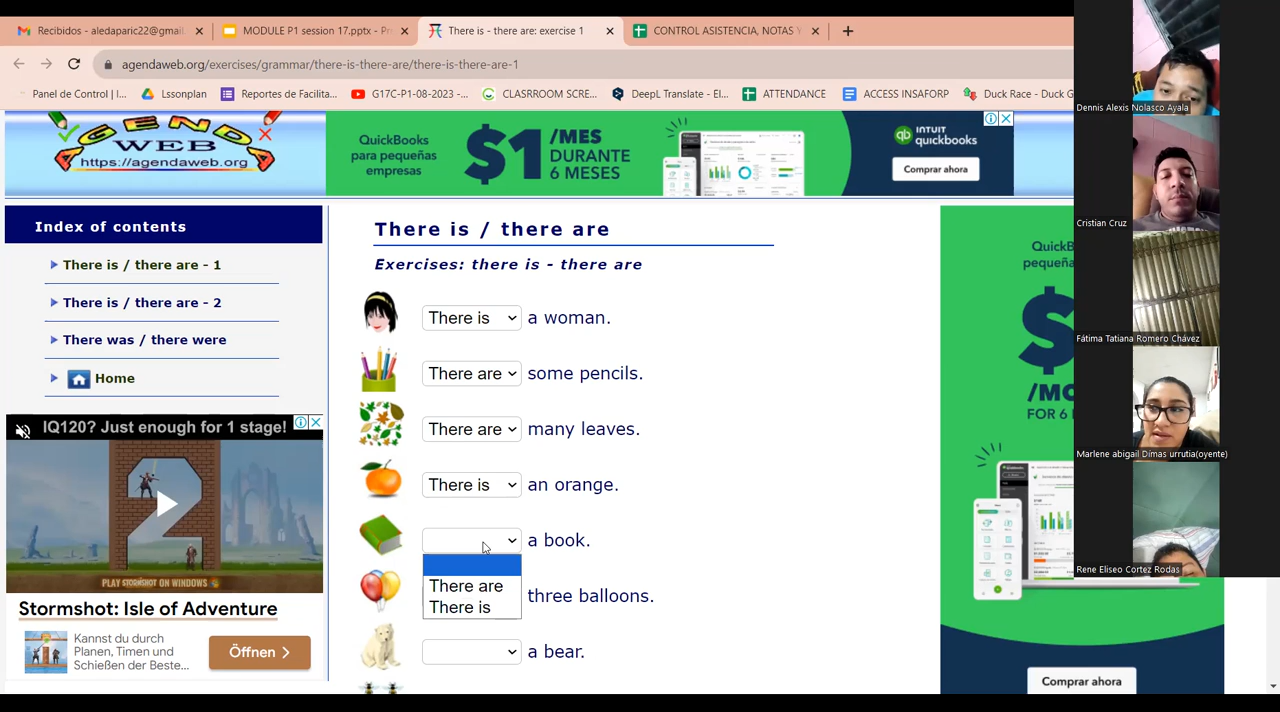 Recibidos - aledaparic22@gmail.
MODULE P1 session 17.pptx - Pr
There is - there are: exercise 1
CONTROL ASISTENCIA, NOTAS Y
agendaweb.org/exercises/grammar/there-is-there-are/there-is-there-are-1
Panel de Control | I...
Lssonplan
Reportes de Facilita...
G17C-P1-08-2023 -...
CLASRROOM SCRE...
DeepL Translate - El...
ATTENDANCE
ACCESS INSAFORP
Duck Race - Duck G
AGENDA
WEB
https://agendaweb.org
QuickBooks
para pequeñas
empresas
$1 /MES
DURANTE
6 MESES
INTUIT
quickbooks
Comprar ahora
Index of contents
There is / there are - 1
There is / there are - 2
There was / there were
Home
IQ120? Just enough for 1 stage!
PLAY STORMSHOT ON WINDOWS
Stormshot: Isle of Adventure
Kannst du durch
Planen, Timen und
Schießen der Beste...
Öffnen
There is / there are
Exercises: there is - there are
There is a woman.
There are some pencils.
There are many leaves.
There is an orange.
a book.
There are
There is
three balloons.
a bear.
QuickB
pequeña
$
/MO
FOR 6
Comprar ahora
Dennis Alexis Nolasco Ayala
Cristian Cruz
Fátima Tatiana Romero Chávez
Marlene abigail Dimas urrutia(oyente)
Rene Eliseo Cortez Rodas